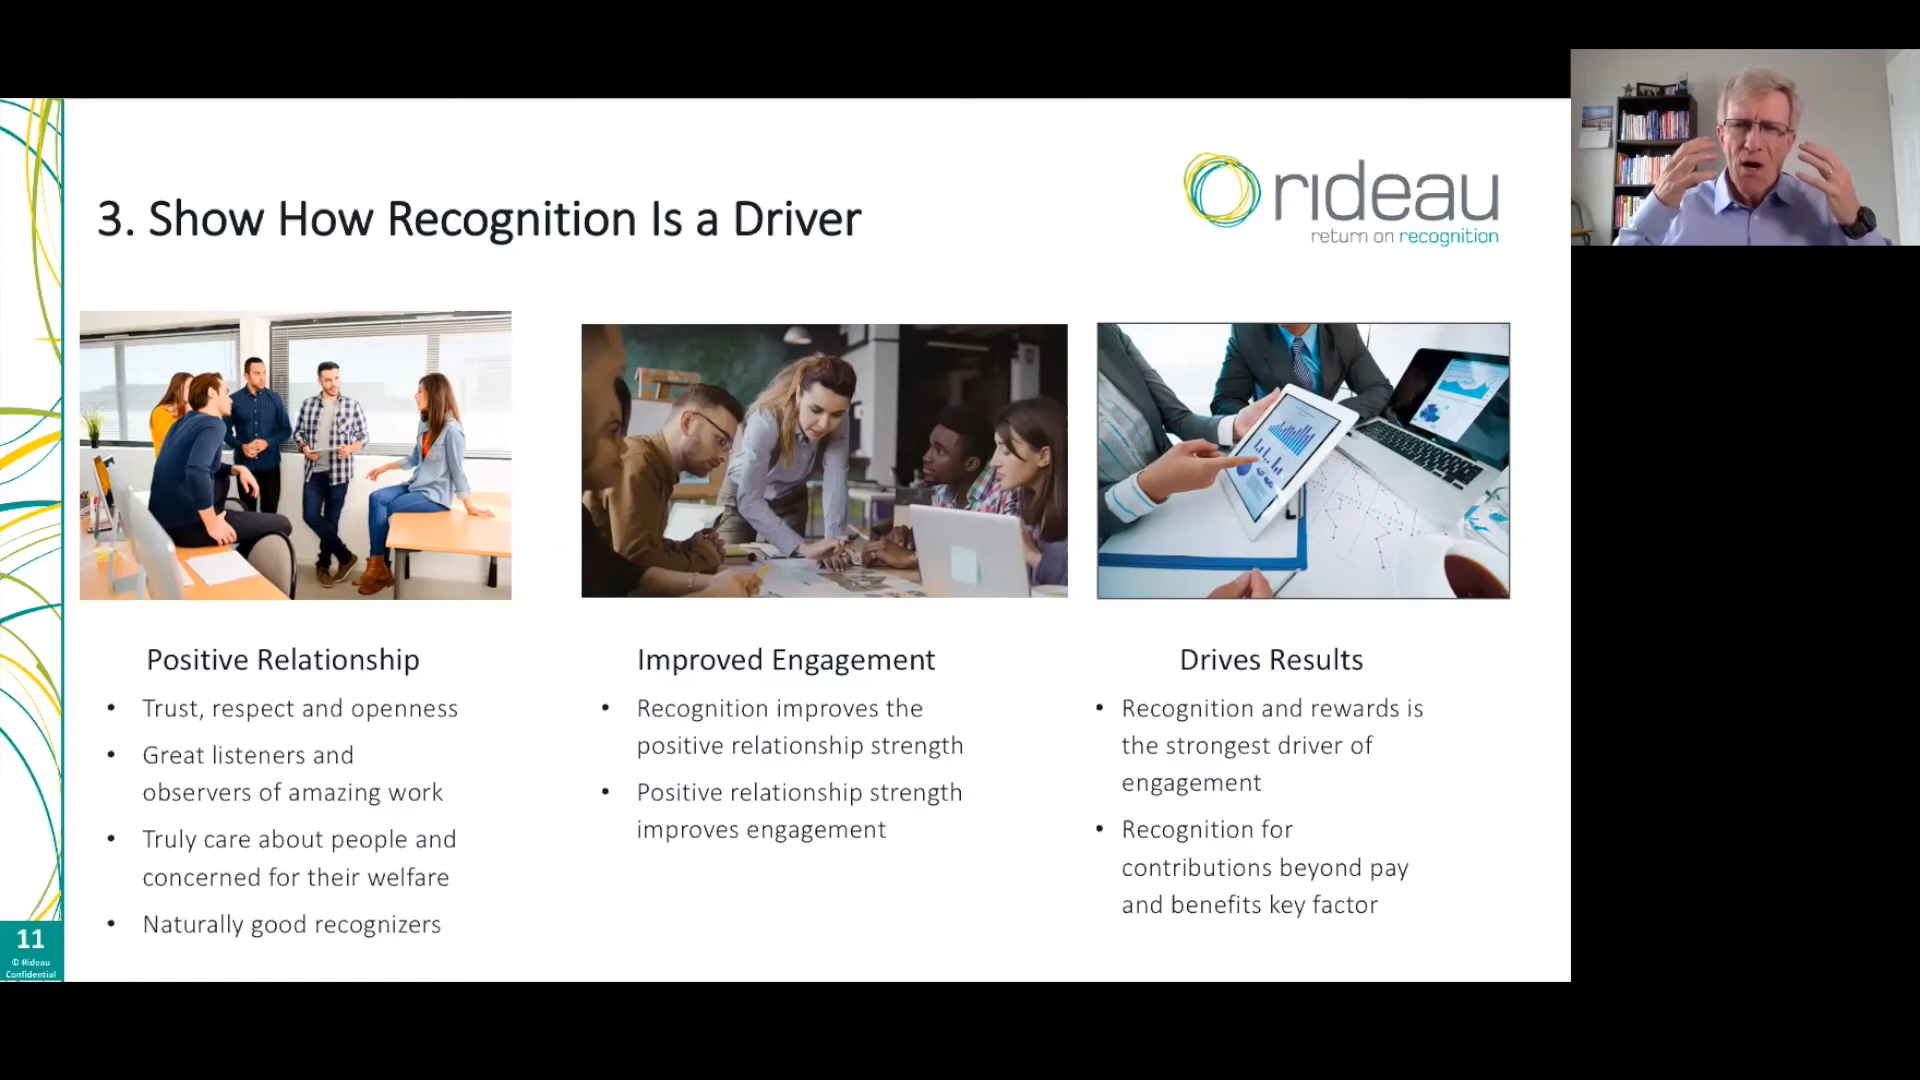 3. Show How Recognition Is a Driver
rideau
return on recognition
Positive Relationship
• Trust, respect and openness
• Great listeners and
observers of amazing work
• Truly care about people and
concerned for their welfare
• Naturally good recognizers
Improved Engagement
• Recognition improves the
positive relationship strength
• Positive relationship strength
improves engagement
Drives Results
• Recognition and rewards is
the strongest driver of
engagement
• Recognition for
contributions beyond pay
and benefits key factor
11
© Rideau
Confidential